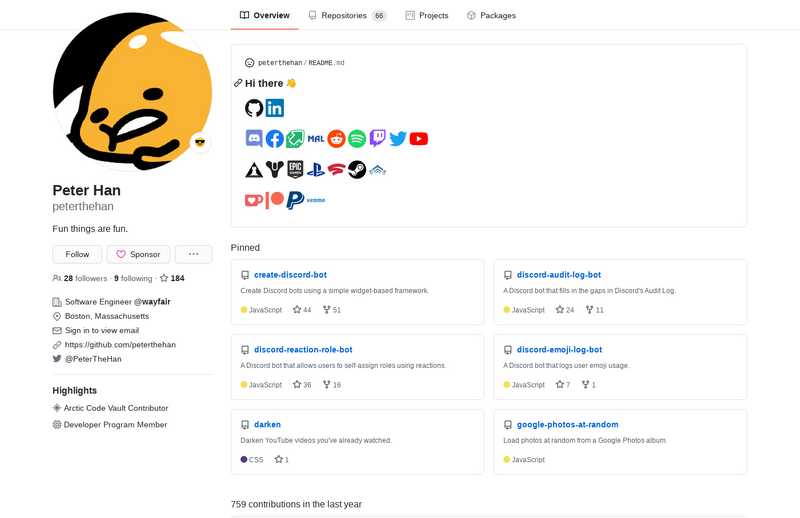 Overview
Repositories 66
Projects
Packages
peterthehan / README.md
Hi there 👋
MAL
EPIC GAMES
venmo
Peter Han
peterthehan
Fun things are fun.
Follow
Sponsor
28 followers · 9 following · 184
Software Engineer @wayfair
Boston, Massachusetts
Sign in to view email
https://github.com/peterthehan
@PeterTheHan
Highlights
Arctic Code Vault Contributor
Developer Program Member
Pinned
create-discord-bot
Create Discord bots using a simple widget-based framework.
JavaScript 44 51
discord-audit-log-bot
A Discord bot that fills in the gaps in Discord's Audit Log.
JavaScript 24 11
discord-reaction-role-bot
A Discord bot that allows users to self-assign roles using reactions.
JavaScript 36 16
discord-emoji-log-bot
A Discord bot that logs user emoji usage.
JavaScript 7 1
darken
Darken YouTube videos you've already watched.
CSS 1
google-photos-at-random
Load photos at random from a Google Photos album.
JavaScript
759 contributions in the last year